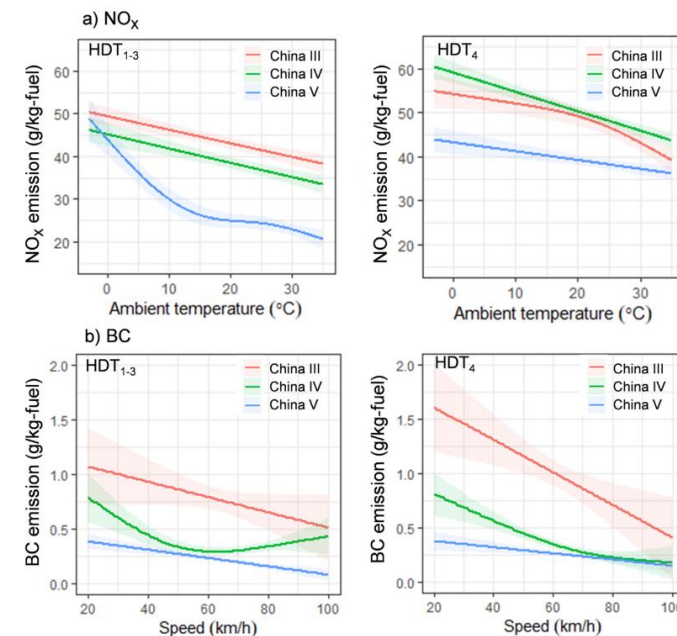 a) NOₓ
HDT₁₋₃
China III
China IV
China V
NOₓ emission (g/kg-fuel)
60
50
40
30
20
0
10
20
30
Ambient temperature (°C)
HDT₄
China III
China IV
China V
NOₓ emission (g/kg-fuel)
60
50
40
30
20
0
10
20
30
Ambient temperature (°C)
b) BC
HDT₁₋₃
China III
China IV
China V
BC emission (g/kg-fuel)
2.0
1.5
1.0
0.5
0.0
20
40
60
80
100
Speed (km/h)
HDT₄
China III
China IV
China V
BC emission (g/kg-fuel)
2.0
1.5
1.0
0.5
0.0
20
40
60
80
100
Speed (km/h)